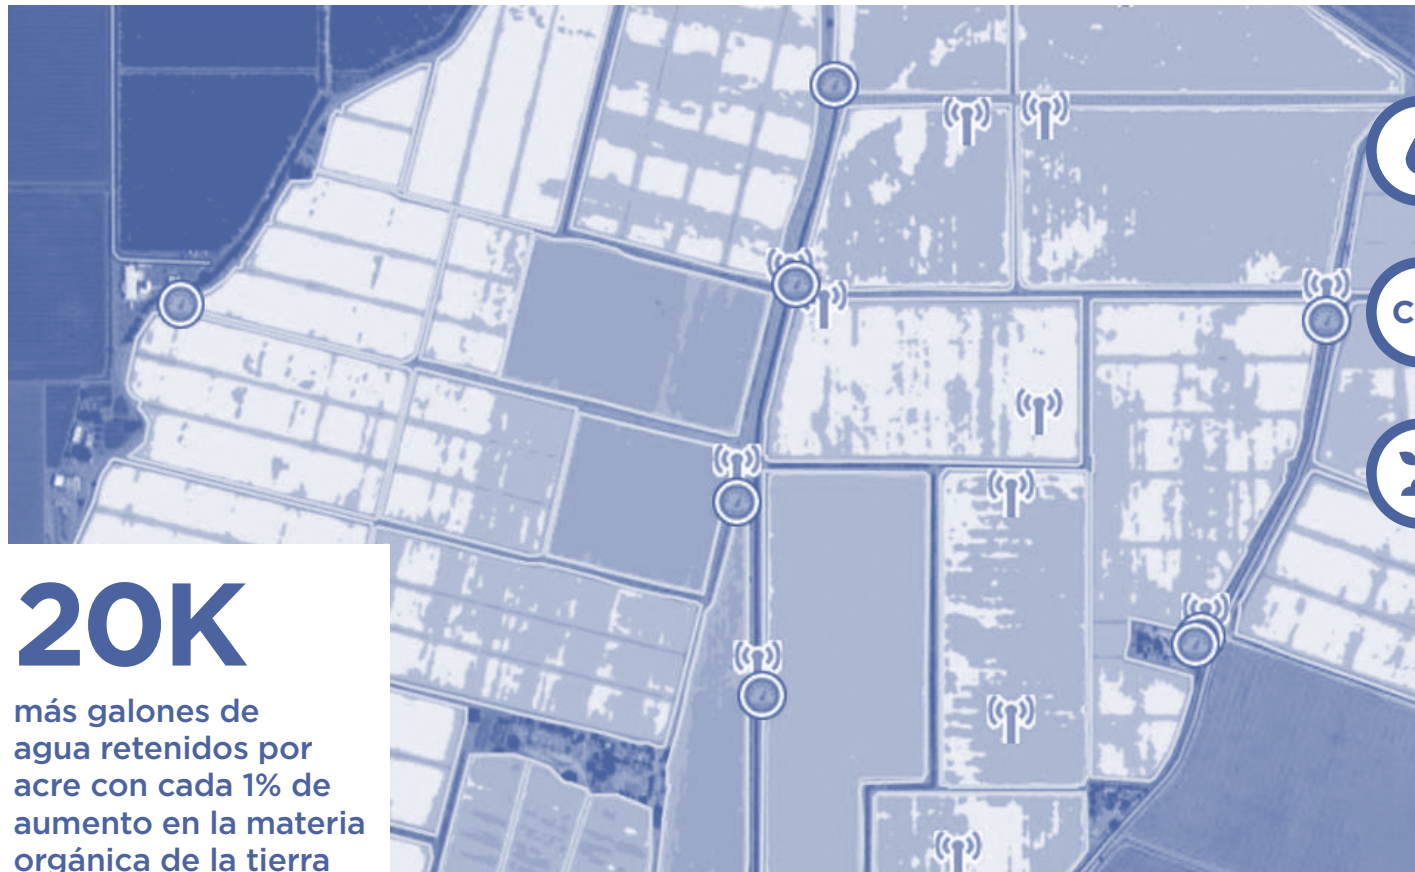 20K
más galones de
agua retenidos por
acre con cada 1% de
aumento en la materia
orgánica de la tierra